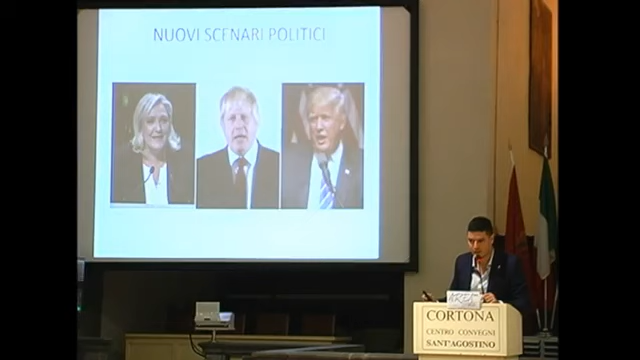 NUOVI SCENARI POLITICI
CORTONA
CENTRO CONVEGNI
SANT'AGOSTINO